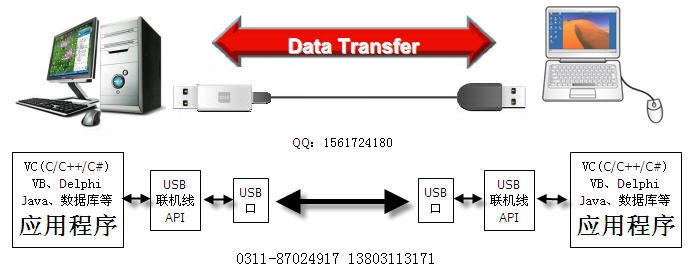 Data Transfer
QQ: 1561724180
VC(C/C++/C#)
VB、Delphi
Java、数据库等
应用程序
USB
联机线
API
USB
口
USB
口
USB
联机线
API
VC(C/C++/C#)
VB、Delphi
Java、数据库等
应用程序
0311-87024917 13803113171